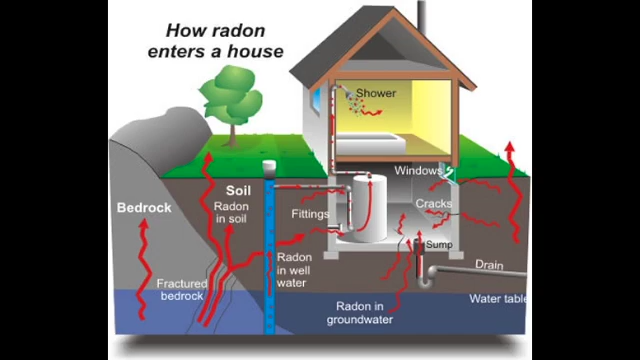 How radon
enters a house
Shower
Windows
Soil
Radon
in soil
Bedrock
Fittings
Cracks
Sump
Radon
in well
water
Drain
Fractured
bedrock
Water table
Radon in
groundwater